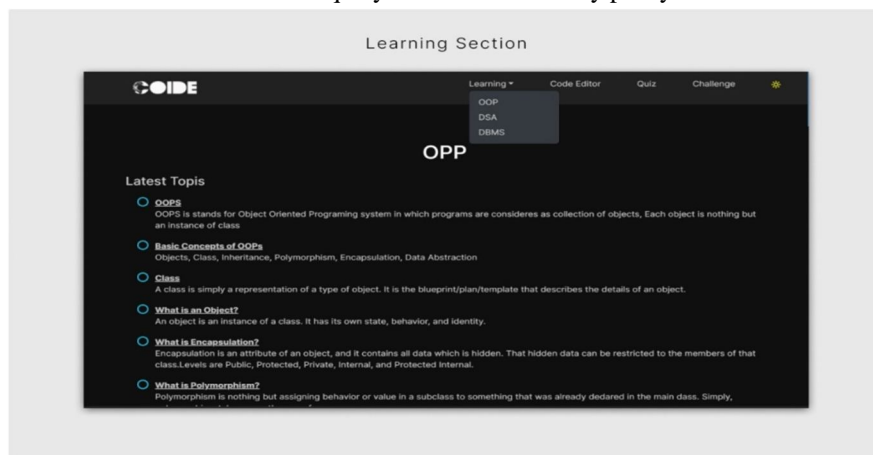 Learning Section
COIDE
Learning Code Editor Quiz Challenge
OOP
DSA
DBMS
OPP
Latest Topis
OOPS
OOPS is stands for Object Oriented Programing system in which programs are consideres as collection of objects, Each object is nothing but
an instance of class
Basic Concepts of OOPs
Objects, Class, Inheritance, Polymorphism, Encapsulation, Data Abstraction
Class
A class is simply a representation of a type of object. It is the blueprint/plan/template that describes the details of an object.
What is an Object?
An object is an instance of a class. It has its own state, behavior, and identity.
What is Encapsulation?
Encapsulation is an attribute of an object, and it contains all data which is hidden. That hidden data can be restricted to the members of that
class.Levels are Public, Protected, Private, Internal, and Protected Internal.
What is Polymorphism?
Polymorphism is nothing but assigning behavior or value in a subclass to something that was already dedared in the main dass. Simply,